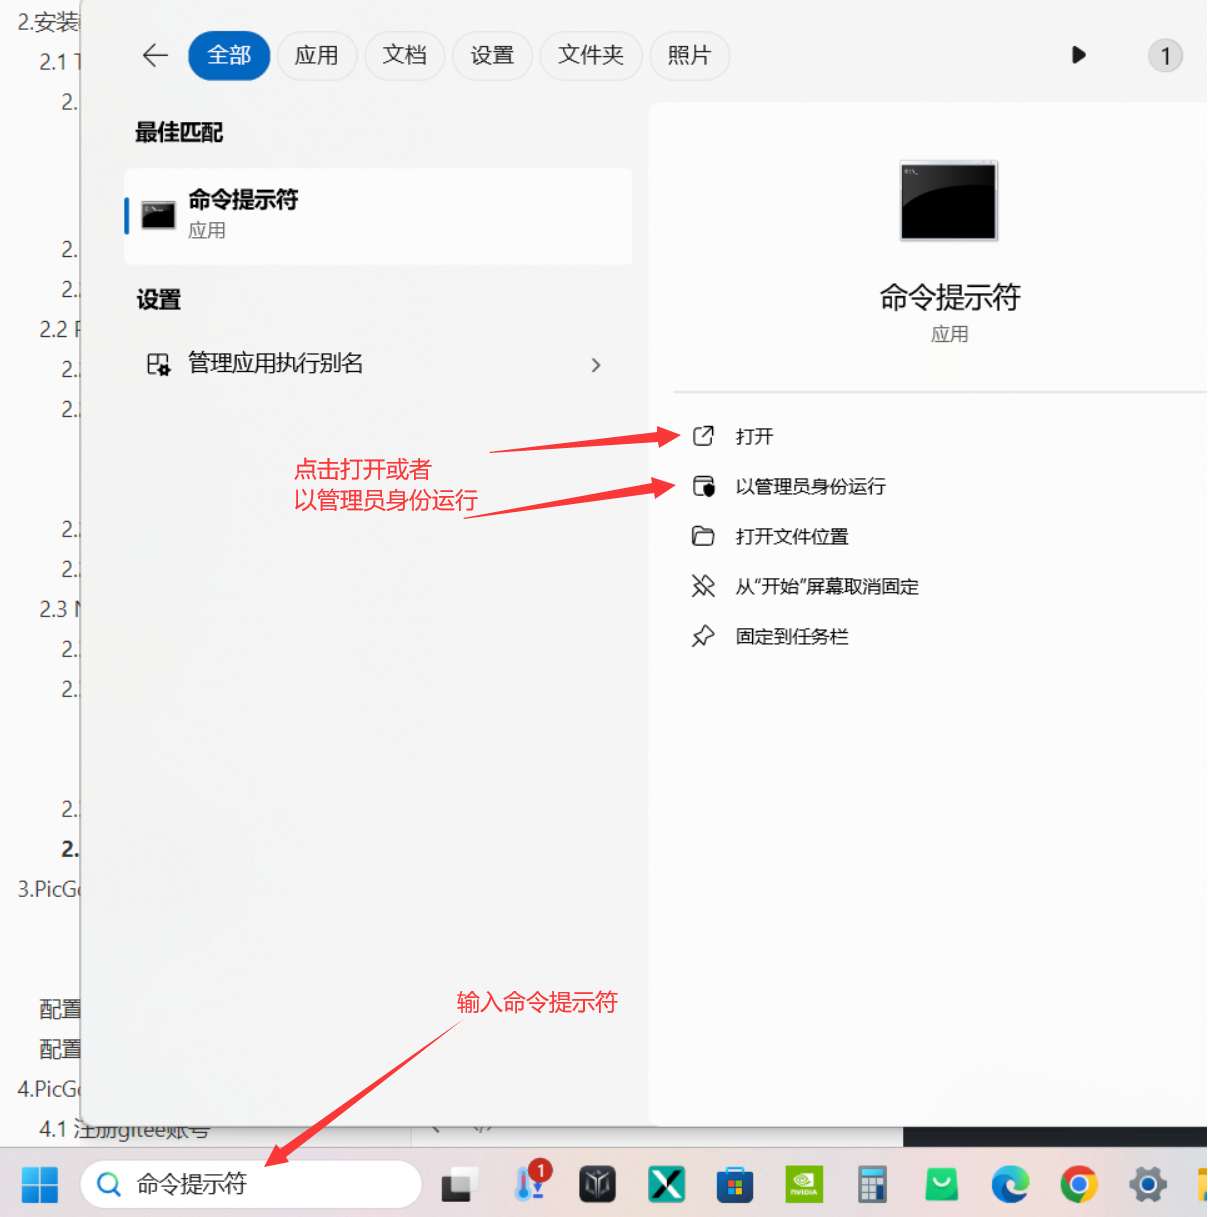 2.安装
2.1 T
2.
2.
2.
2.2
2.
2.
2.
2.
2.3
2.
2.
2.
2.
3.PicG
配置
配置
4.PicG
4.1 注册gitee账号
全部 应用 文档 设置 文件夹 照片 1
最佳匹配
命令提示符
应用
设置
管理应用执行别名
命令提示符
应用
打开
以管理员身份运行
打开文件位置
从“开始”屏幕取消固定
固定到任务栏
点击打开或者
以管理员身份运行
输入命令提示符
命令提示符
1
NVIDIA